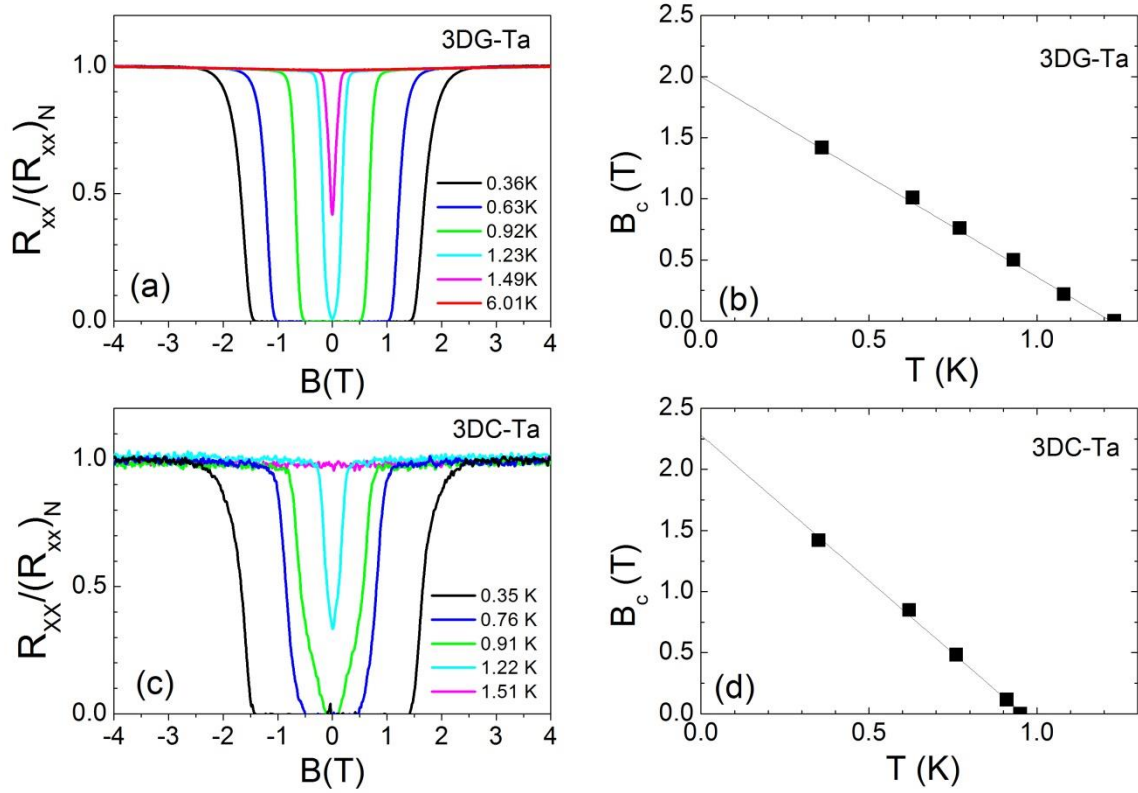 3DG-Ta
R_xx/(R_xx)_N
1.0
0.5
0.0
0.36K
0.63K
0.92K
1.23K
1.49K
6.01K
(a)
-4 -3 -2 -1 0 1 2 3 4
B(T)
3DG-Ta
B_c (T)
2.5
2.0
1.5
1.0
0.5
0.0
(b)
0.0 0.5 1.0
T (K)
3DC-Ta
R_XX/(R_xx)_N
1.0
0.5
0.0
0.35 K
0.76 K
0.91 K
1.22 K
1.51 K
(c)
-4 -3 -2 -1 0 1 2 3 4
B(T)
3DC-Ta
B_c (T)
2.5
2.0
1.5
1.0
0.5
0.0
(d)
0.0 0.5 1.0
T (K)